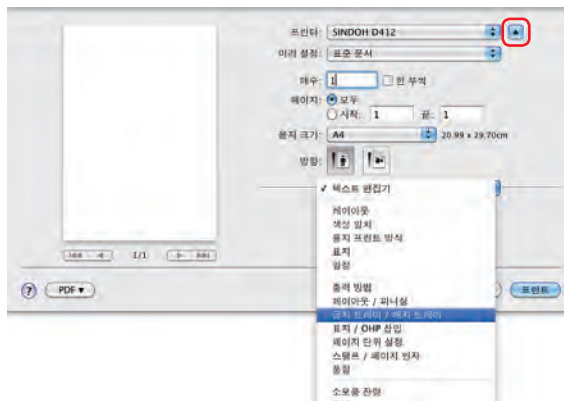 프린터: SINDOH D412
미리 설정: 표준 문서
매수: 1 한 부씩
페이지: 모두
시작: 1 끝: 1
용지 크기: A4 20.99 x 29.70cm
방향:
✓ 텍스트 편집기
레이아웃
색상 일치
용지 프린트 방식
표지
일정
출력 방법
레이아웃 / 피니싱
급지 트레이 / 배지 트레이
표지 / OHP 삽입
페이지 단위 설정
스탬프 / 페이지 인자
품질
소모품 잔량
1/1
? PDF ▼
프린트